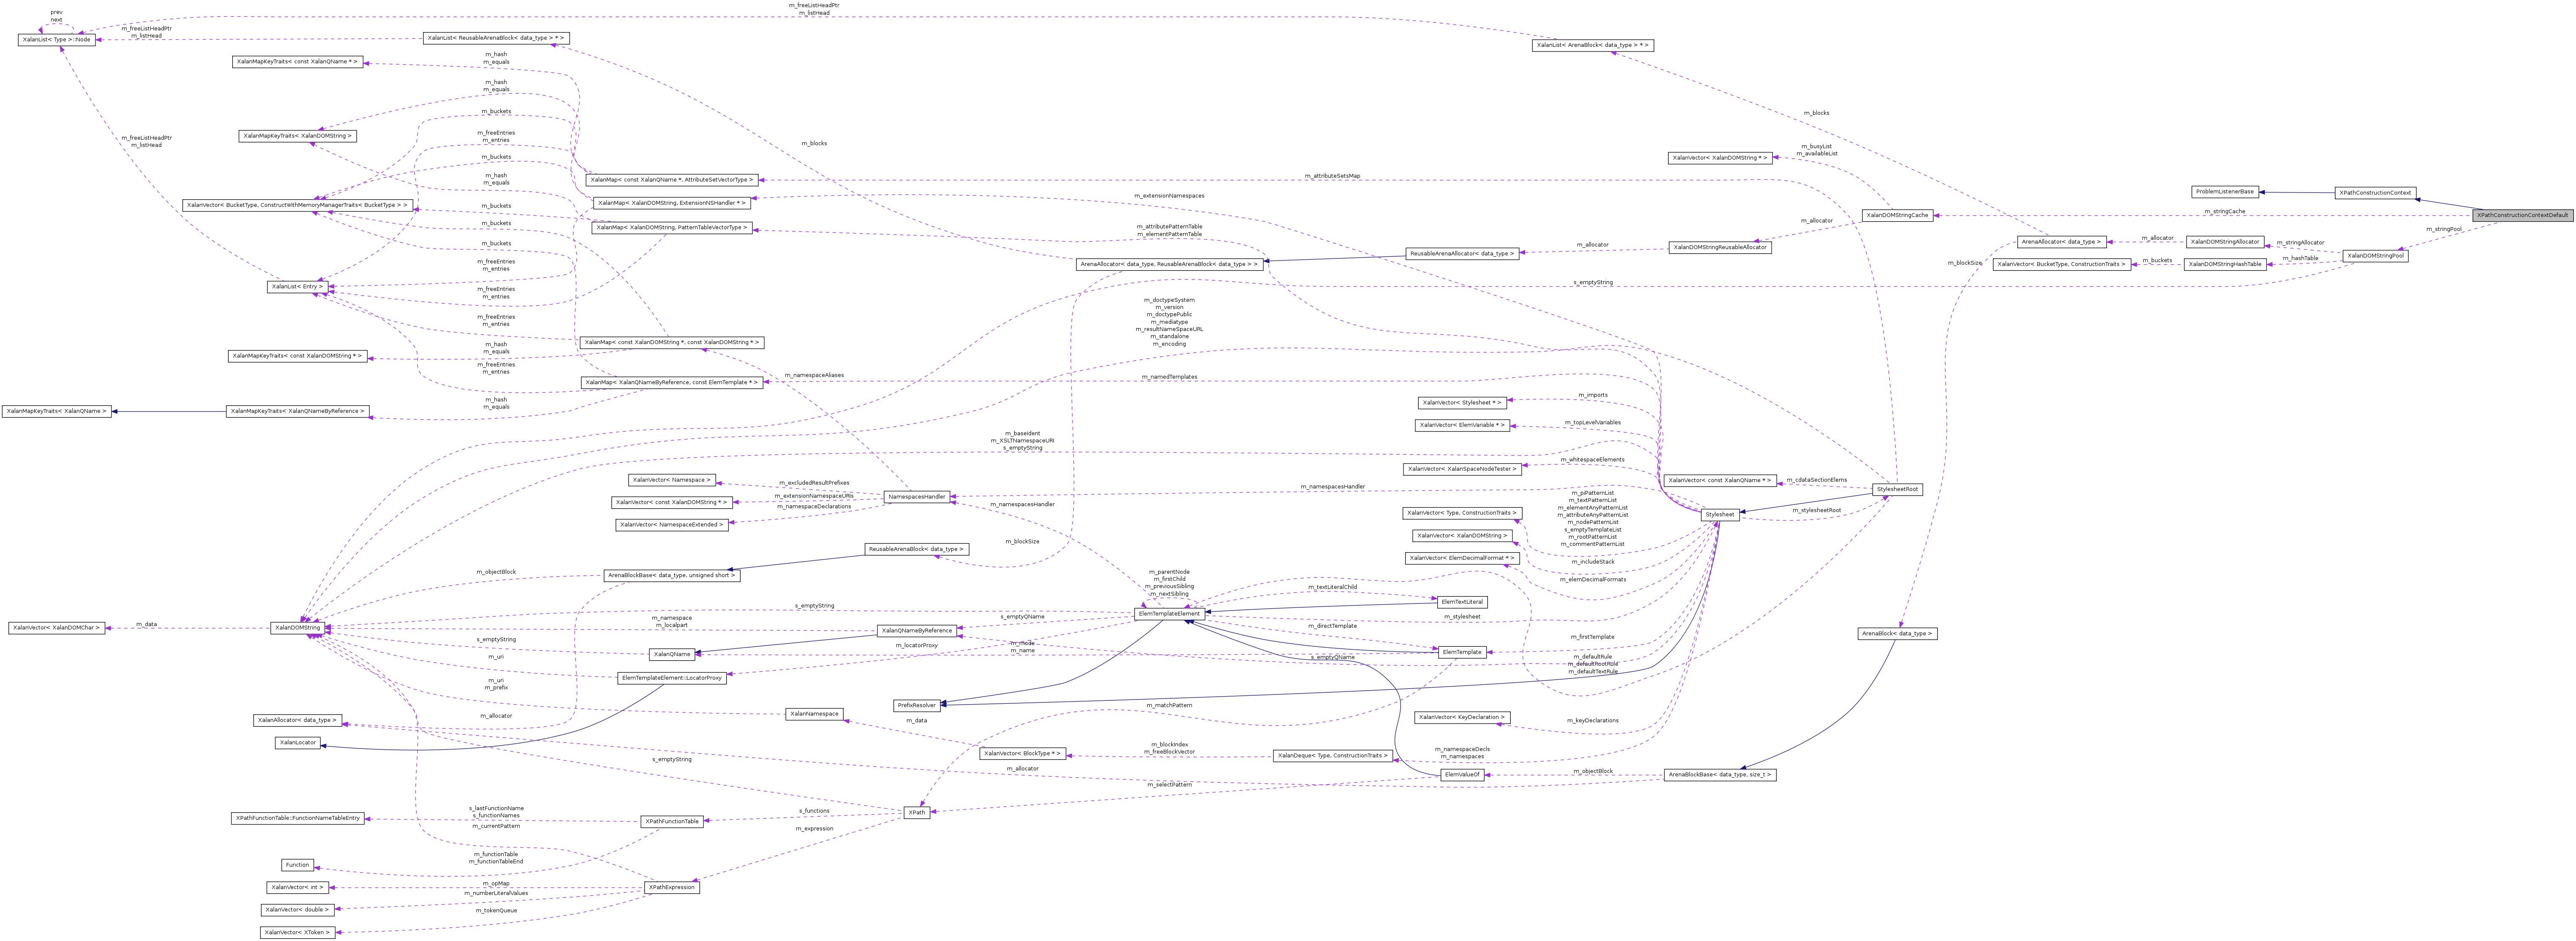 prev
next
XalanList< Type >::Node
m_freeListHeadPtr
m_listHead
XalanList< ReusableArenaBlock< data_type > * >
m_freeListHeadPtr
m_listHead
XalanList< ArenaBlock< data_type > * >
XalanMapKeyTraits< const XalanQName * >
m_hash
m_equals
m_hash
m_equals
m_buckets
XalanMapKeyTraits< XalanDOMString >
m_freeListHeadPtr
m_listHead
m_freeEntries
m_entries
m_buckets
m_blocks
m_blocks
m_hash
m_equals
XalanMap< const XalanQName *, AttributeSetVectorType >
m_attributeSetsMap
XalanVector< XalanDOMString * >
m_busyList
m_availableList
ProblemListenerBase
XPathConstructionContext
XalanVector< BucketType, ConstructWithMemoryManagerTraits< BucketType > >
m_buckets
XalanMap< XalanDOMString, ExtensionNSHandler * >
m_extensionNamespaces
m_allocator
XalanDOMStringCache
m_stringCache
XPathConstructionContextDefault
m_buckets
XalanMap< XalanDOMString, PatternTableVectorType >
m_attributePatternTable
m_elementPatternTable
m_stringPool
m_buckets
ReusableArenaAllocator< data_type >
m_allocator
XalanDOMStringReusableAllocator
ArenaAllocator< data_type >
m_allocator
XalanDOMStringAllocator
m_stringAllocator
XalanDOMStringPool
m_freeEntries
m_entries
ArenaAllocator< data_type, ReusableArenaBlock< data_type > >
m_blockSize
XalanVector< BucketType, ConstructionTraits >
m_buckets
XalanDOMStringHashTable
m_hashTable
XalanList< Entry >
m_freeEntries
m_entries
s_emptyString
m_freeEntries
m_entries
m_doctypeSystem
m_version
m_doctypePublic
m_mediatype
m_resultNameSpaceURL
m_standalone
m_encoding
XalanMap< const XalanDOMString *, const XalanDOMString * >
XalanMapKeyTraits< const XalanDOMString * >
m_hash
m_equals
m_freeEntries
m_entries
XalanMap< XalanQNameByReference, const ElemTemplate * >
m_namespaceAliases
m_namedTemplates
XalanMapKeyTraits< XalanQName >
XalanMapKeyTraits< XalanQNameByReference >
m_hash
m_equals
XalanVector< Stylesheet * >
m_imports
XalanVector< ElemVariable * >
m_topLevelVariables
m_baseIdent
m_XSLTNamespaceURI
s_emptyString
XalanVector< XalanSpaceNodeTester >
m_whitespaceElements
XalanVector< Namespace >
m_excludedResultPrefixes
XalanVector< const XalanQName * >
m_cdataSectionElems
StylesheetRoot
XalanVector< const XalanDOMString * >
m_extensionNamespaceURIs
NamespacesHandler
m_namespacesHandler
m_namespacesHandler
XalanVector< NamespaceExtended >
m_namespaceDeclarations
XalanVector< Type, ConstructionTraits >
m_piPatternList
m_textPatternList
m_elementAnyPatternList
m_attributeAnyPatternList
m_nodePatternList
s_emptyTemplateList
m_rootPatternList
m_commentPatternList
Stylesheet
m_stylesheetRoot
XalanVector< XalanDOMString >
m_includeStack
ReusableArenaBlock< data_type >
m_blockSize
XalanVector< ElemDecimalFormat * >
m_elemDecimalFormats
m_objectBlock
ArenaBlockBase< data_type, unsigned short >
m_parentNode
m_firstChild
m_previousSibling
m_nextSibling
m_textLiteralChild
ElemTextLiteral
s_emptyString
ElemTemplateElement
m_stylesheet
XalanVector< XalanDOMChar >
m_data
XalanDOMString
m_namespace
m_localpart
XalanQNameByReference
s_emptyQName
m_directTemplate
m_firstTemplate
ArenaBlock< data_type >
s_emptyString
XalanQName
m_locatorProxy
m_mode
m_name
s_emptyQName
ElemTemplate
m_defaultRule
m_defaultRootRule
m_defaultTextRule
m_uri
ElemTemplateElement::LocatorProxy
m_uri
m_prefix
PrefixResolver
m_matchPattern
XalanAllocator< data_type >
m_allocator
XalanNamespace
m_data
XalanVector< KeyDeclaration >
m_keyDeclarations
XalanLocator
XalanVector< BlockType * >
m_blockIndex
m_freeBlockVector
XalanDeque< Type, ConstructionTraits >
m_namespaceDecls
m_namespaces
s_emptyString
m_allocator
m_selectPattern
ElemValueOf
m_objectBlock
ArenaBlockBase< data_type, size_t >
XPathFunctionTable::FunctionNameTableEntry
s_lastFunctionName
s_functionNames
m_currentPattern
XPathFunctionTable
s_functions
XPath
m_expression
Function
m_functionTable
m_functionTableEnd
XalanVector< int >
m_opMap
XPathExpression
m_numberLiteralValues
XalanVector< double >
m_tokenQueue
XalanVector< XToken >